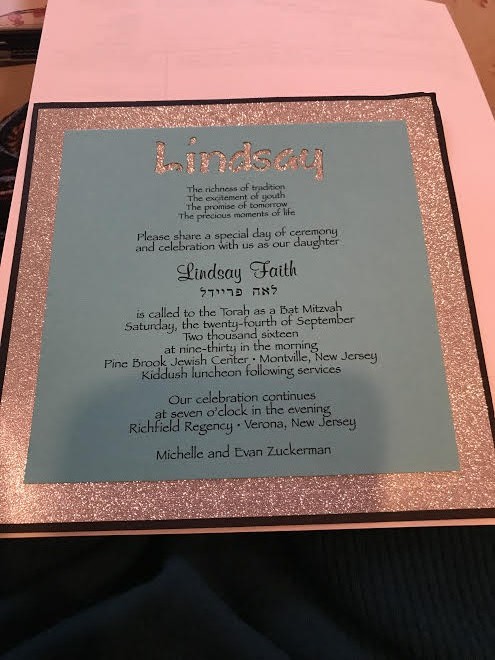 Lindsay
The richness of tradition
The excitement of youth
The promise of tomorrow
The precious moments of life
Please share a special day of ceremony
and celebration with us as our daughter
Lindsay Faith
לאה פריידל
is called to the Torah as a Bat Mitzvah
Saturday, the twenty-fourth of September
Two thousand sixteen
at nine-thirty in the morning
Pine Brook Jewish Center • Montville, New Jersey
Kiddush luncheon following services
Our celebration continues
at seven o'clock in the evening
Richfield Regency • Verona, New Jersey
Michelle and Evan Zuckerman